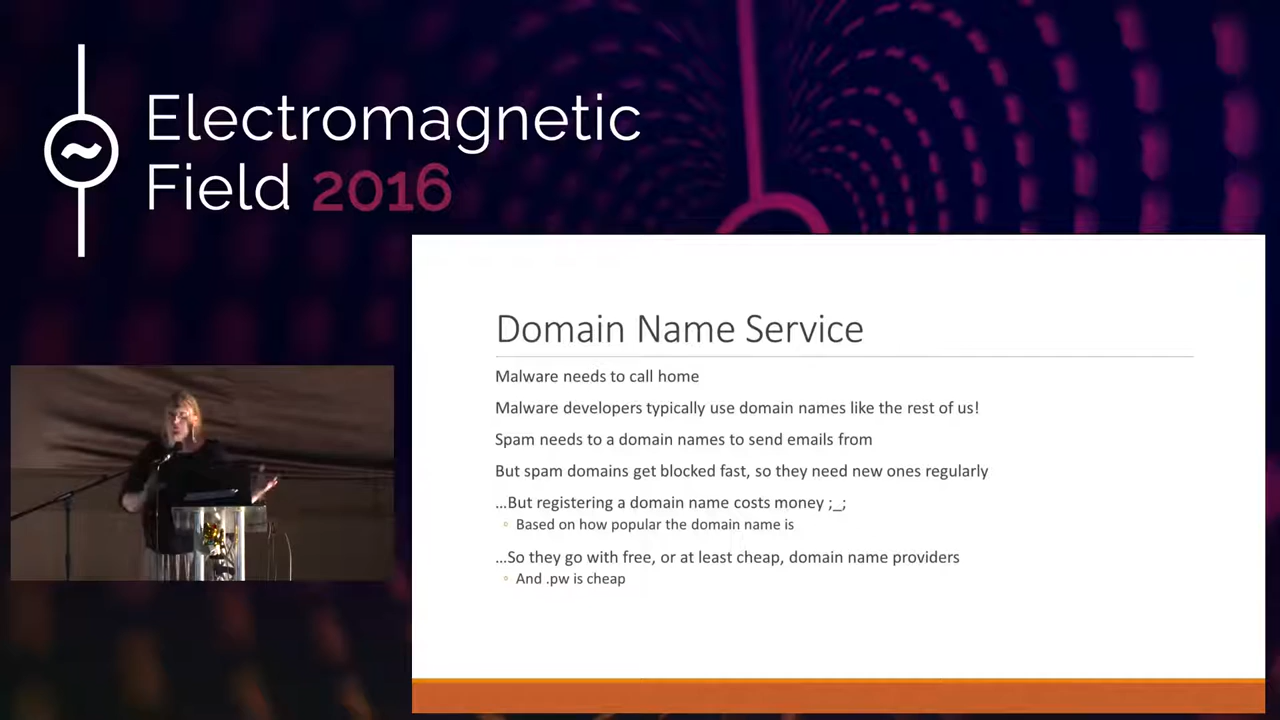 Electromagnetic
Field 2016
Domain Name Service
Malware needs to call home
Malware developers typically use domain names like the rest of us!
Spam needs to a domain names to send emails from
But spam domains get blocked fast, so they need new ones regularly
…But registering a domain name costs money ;_;
◦ Based on how popular the domain name is
…So they go with free, or at least cheap, domain name providers
◦ And .pw is cheap